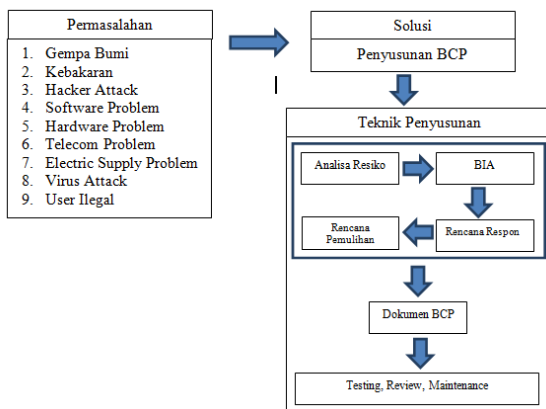 Permasalahan
1. Gempa Bumi
2. Kebakaran
3. Hacker Attack
4. Software Problem
5. Hardware Problem
6. Telecom Problem
7. Electric Supply Problem
8. Virus Attack
9. User Ilegal
Solusi
Penyusunan BCP
Teknik Penyusunan
Analisa Resiko
BIA
Rencana Respon
Rencana
Pemulihan
Dokumen BCP
Testing, Review, Maintenance